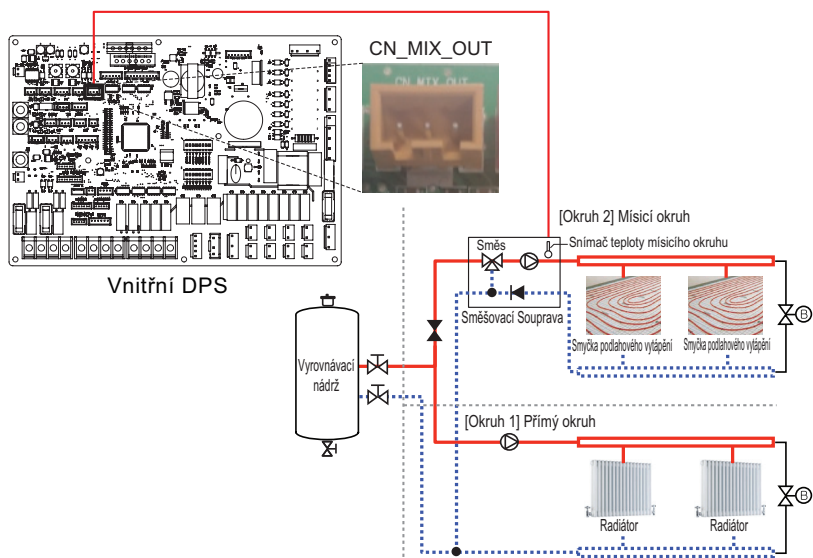 CN_MIX_OUT
CN_MIX_OUT
Vnitřní DPS
[Okruh 2] Mísicí okruh
Směs
Snímač teploty mísicího okruhu
Směšovací Souprava
Smyčka podlahového vytápění
Smyčka podlahového vytápění
B
Vyrovnávací
nádrž
[Okruh 1] Přímý okruh
Radiátor
Radiátor
B